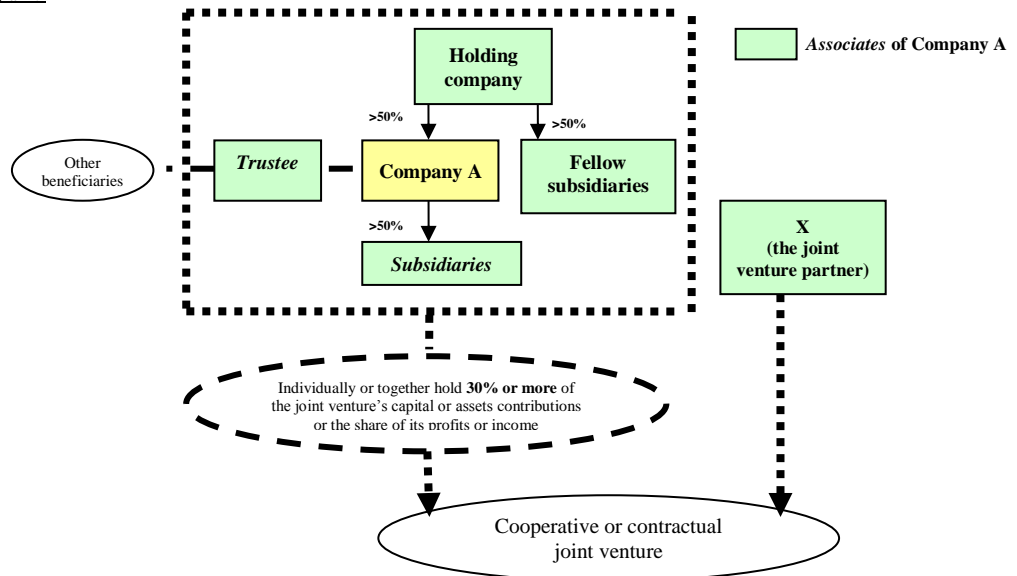 Holding
company
Associates of Company A
>50%
>50%
Other
beneficiaries
Trustee
Company A
Fellow
subsidiaries
>50%
Subsidiaries
X
(the joint
venture partner)
Individually or together hold 30% or more of
the joint venture's capital or assets contributions
or the share of its profits or income
Cooperative or contractual
joint venture